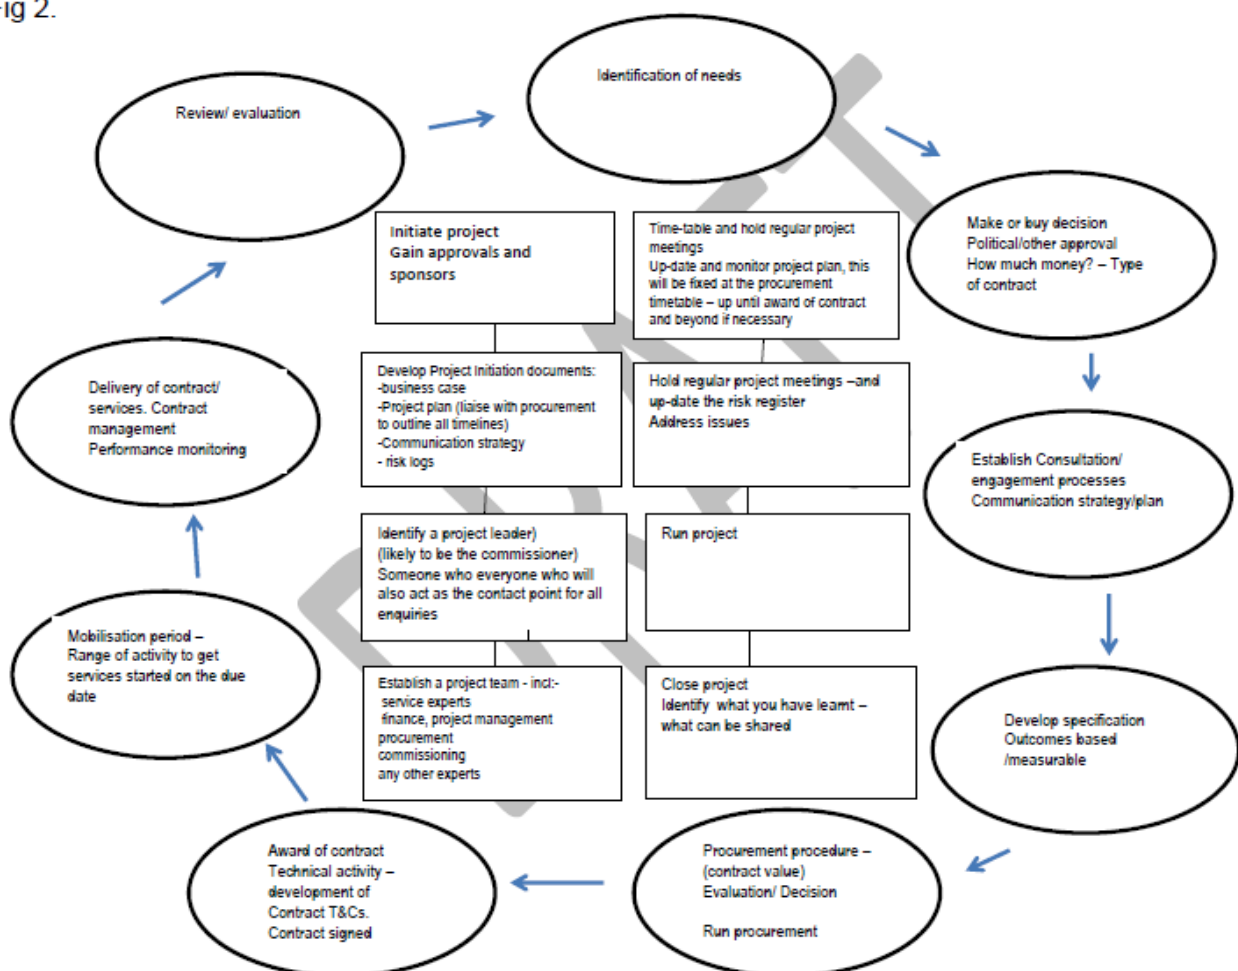 Fig 2.
Identification of needs
Review/ evaluation
Make or buy decision
Political/other approval
How much money? – Type
of contract
Initiate project
Gain approvals and
sponsors
Time-table and hold regular project
meetings
Up-date and monitor project plan, this
will be fixed at the procurement
timetable – up until award of contract
and beyond if necessary
Develop Project Initiation documents:
-business case
-Project plan (liaise with procurement
to outline all timelines)
-Communication strategy
- risk logs
Hold regular project meetings –and
up-date the risk register
Address issues
Delivery of contract/
services. Contract
management
Performance monitoring
Establish Consultation/
engagement processes
Communication strategy/plan
Identify a project leader)
(likely to be the commissioner)
Someone who everyone who will
also act as the contact point for all
enquiries
Run project
Mobilisation period –
Range of activity to get
services started on the due
date
Establish a project team - incl:-
service experts
finance, project management
procurement
commissioning
any other experts
Close project
Identify what you have learnt –
what can be shared
Develop specification
Outcomes based
/measurable
Award of contract
Technical activity –
development of
Contract T&Cs.
Contract signed
Procurement procedure –
(contract value)
Evaluation/ Decision
Run procurement
DRAFT